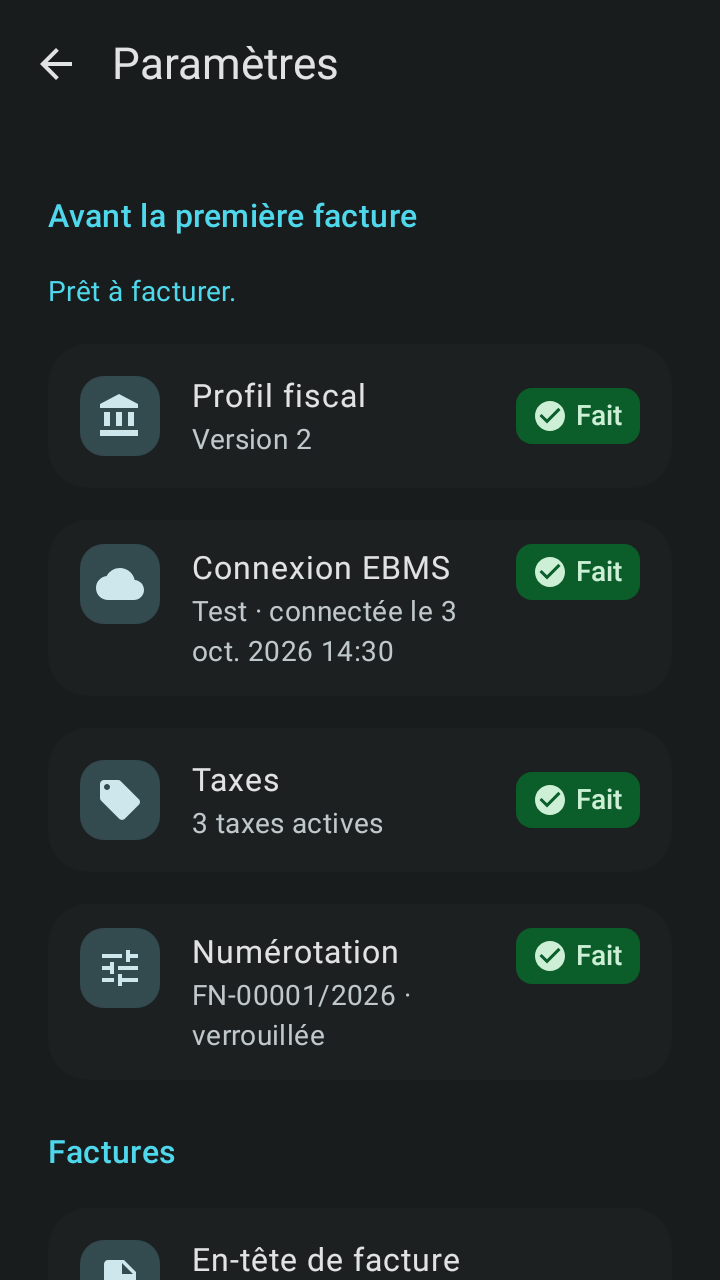 Paramètres
Avant la première facture
Prêt à facturer.
Profil fiscal
Version 2
Fait
Connexion EBMS
Test · connectée le 3
oct. 2026 14:30
Fait
Taxes
3 taxes actives
Fait
Numérotation
FN-00001/2026 ·
verrouillée
Fait
Factures
En-tête de facture